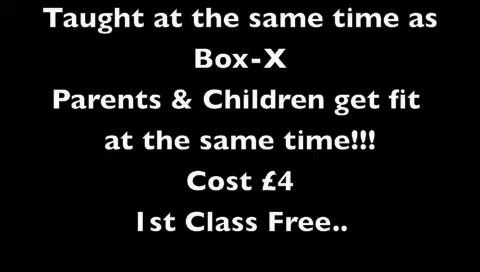 Taught at the same time as
Box-X
Parents & Children get fit
at the same time!!!
Cost £4
1st Class Free..